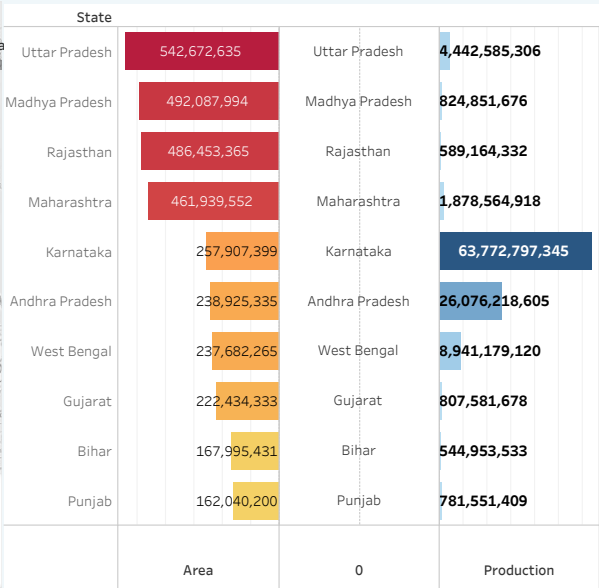 State
Uttar Pradesh 542,672,635 Uttar Pradesh 4,442,585,306
Madhya Pradesh 492,087,994 Madhya Pradesh 824,851,676
Rajasthan 486,453,365 Rajasthan 589,164,332
Maharashtra 461,939,552 Maharashtra 1,878,564,918
Karnataka 257,907,399 Karnataka 63,772,797,345
Andhra Pradesh 238,925,335 Andhra Pradesh 26,076,218,605
West Bengal 237,682,265 West Bengal 8,941,179,120
Gujarat 222,434,333 Gujarat 807,581,678
Bihar 167,995,431 Bihar 544,953,533
Punjab 162,040,200 Punjab 781,551,409
Area 0 Production